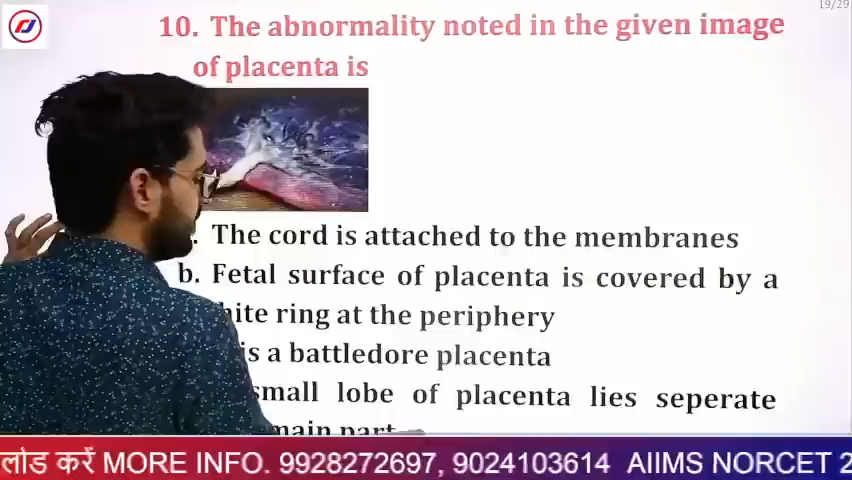 19/29
10. The abnormality noted in the given image
of placenta is
The cord is attached to the membranes
b. Fetal surface of placenta is covered by a
ring at the periphery
is a battledore placenta
small lobe of placenta lies seperate
main part
लोड करें MORE INFO. 9928272697, 9024103614 AIIMS NORCET 2